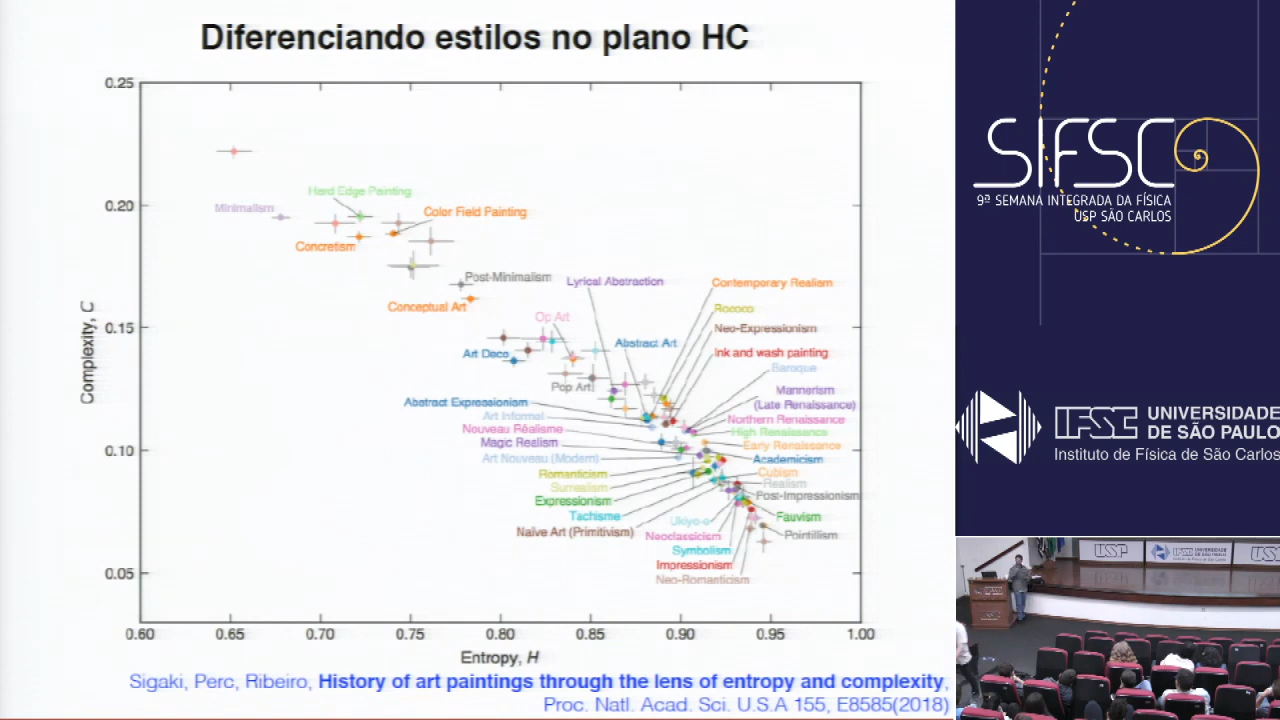 Diferenciando estilos no plano HC
0.25
0.20
0.15
0.10
0.05
Complexity, C
0.60 0.65 0.70 0.75 0.80 0.85 0.90 0.95 1.00
Entropy, H
Minimalism
Hard Edge Painting
Color Field Painting
Concretism
Post-Minimalism
Conceptual Art
Lyrical Abstraction
Contemporary Realism
Rococo
Op Art
Neo-Expressionism
Abstract Art
Art Deco
Ink and wash painting
Baroque
Pop Art
Mannerism
(Late Renaissance)
Abstract Expressionism
Art Informel
Northern Renaissance
Nouveau Réalisme
High Renaissance
Magic Realism
Early Renaissance
Art Nouveau (Modern)
Academicism
Romanticism
Cubism
Surrealism
Realism
Expressionism
Post-Impressionism
Tachisme
Ukiyo-e
Fauvism
Naïve Art (Primitivism)
Neoclassicism
Pointillism
Symbolism
Impressionism
Neo-Romanticism
Sigaki, Perc, Ribeiro, History of art paintings through the lens of entropy and complexity,
Proc. Natl. Acad. Sci. U.S.A 155, E8585(2018)
SIFSC
9ª SEMANA INTEGRADA DA FÍSICA
USP SÃO CARLOS
IFSC UNIVERSIDADE
DE SÃO PAULO
Instituto de Física de São Carlos
USP
IFSC UNIVERSIDADE
DE SÃO PAULO